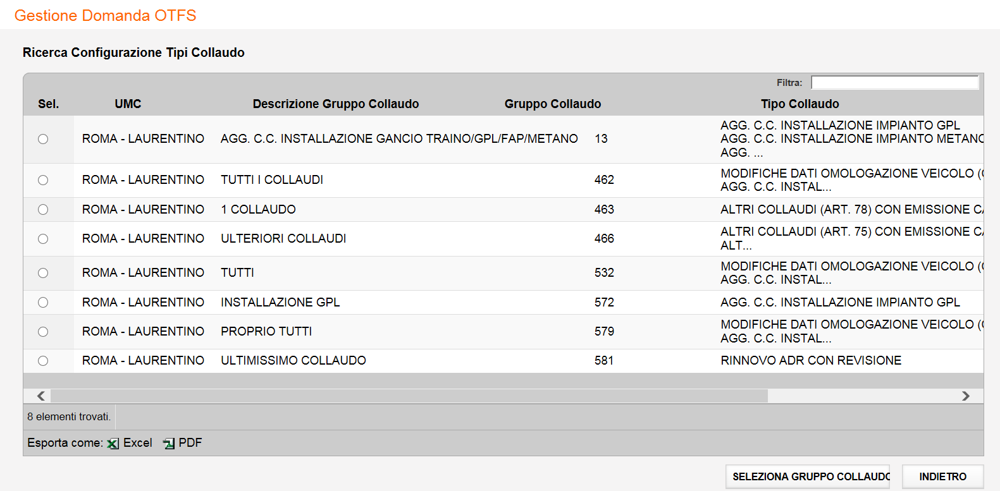 Gestione Domanda OTFS
Ricerca Configurazione Tipi Collaudo
Filtra:
Sel. UMC Descrizione Gruppo Collaudo Gruppo Collaudo Tipo Collaudo
ROMA - LAURENTINO AGG. C.C. INSTALLAZIONE GANCIO TRAINO/GPL/FAP/METANO 13 AGG. C.C. INSTALLAZIONE IMPIANTO GPL
AGG. C.C. INSTALLAZIONE IMPIANTO METANO
AGG. ...
ROMA - LAURENTINO TUTTI I COLLAUDI 462 MODIFICHE DATI OMOLOGAZIONE VEICOLO (
AGG. C.C. INSTAL...
ROMA - LAURENTINO 1 COLLAUDO 463 ALTRI COLLAUDI (ART. 78) CON EMISSIONE CA
ROMA - LAURENTINO ULTERIORI COLLAUDI 466 ALTRI COLLAUDI (ART. 75) CON EMISSIONE CA
ALT...
ROMA - LAURENTINO TUTTI 532 MODIFICHE DATI OMOLOGAZIONE VEICOLO (
AGG. C.C. INSTAL...
ROMA - LAURENTINO INSTALLAZIONE GPL 572 AGG. C.C. INSTALLAZIONE IMPIANTO GPL
ROMA - LAURENTINO PROPRIO TUTTI 579 MODIFICHE DATI OMOLOGAZIONE VEICOLO (
AGG. C.C. INSTAL...
ROMA - LAURENTINO ULTIMISSIMO COLLAUDO 581 RINNOVO ADR CON REVISIONE
8 elementi trovati.
Esporta come: Excel PDF
SELEZIONA GRUPPO COLLAUDO INDIETRO